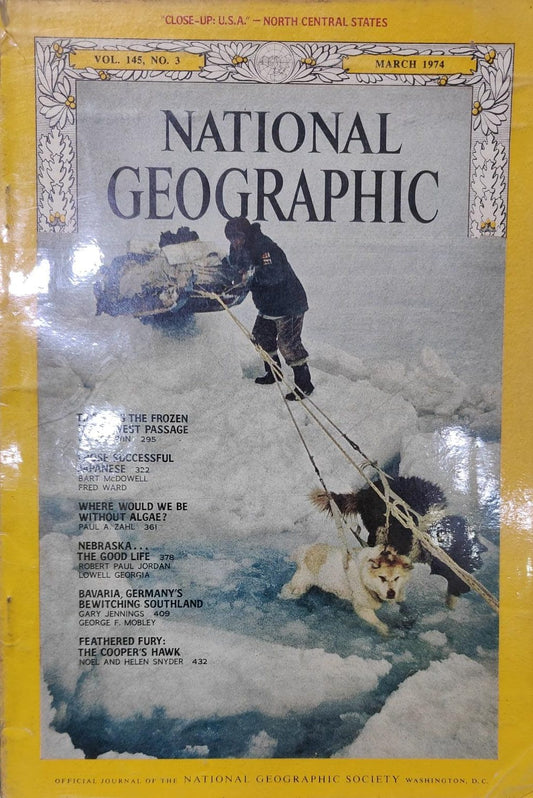 "CLOSE-UP: U.S.A." — NORTH CENTRAL STATES
VOL. 145, NO. 3
MARCH 1974
NATIONAL
GEOGRAPHIC
THE FROZEN
PASSAGE
295
SUCCESSFUL
JAPANESE 322
BART McDOWELL
FRED WARD
WHERE WOULD WE BE
WITHOUT ALGAE?
PAUL A. ZAHL 361
NEBRASKA...
THE GOOD LIFE 378
ROBERT PAUL JORDAN
LOWELL GEORGIA
BAVARIA, GERMANY'S
BEWITCHING SOUTHLAND
GARY JENNINGS 409
GEORGE F. MOBLEY
FEATHERED FURY:
THE COOPER'S HAWK
NOEL AND HELEN SNYDER 432
OFFICIAL JOURNAL OF THE NATIONAL GEOGRAPHIC SOCIETY WASHINGTON, D.C.